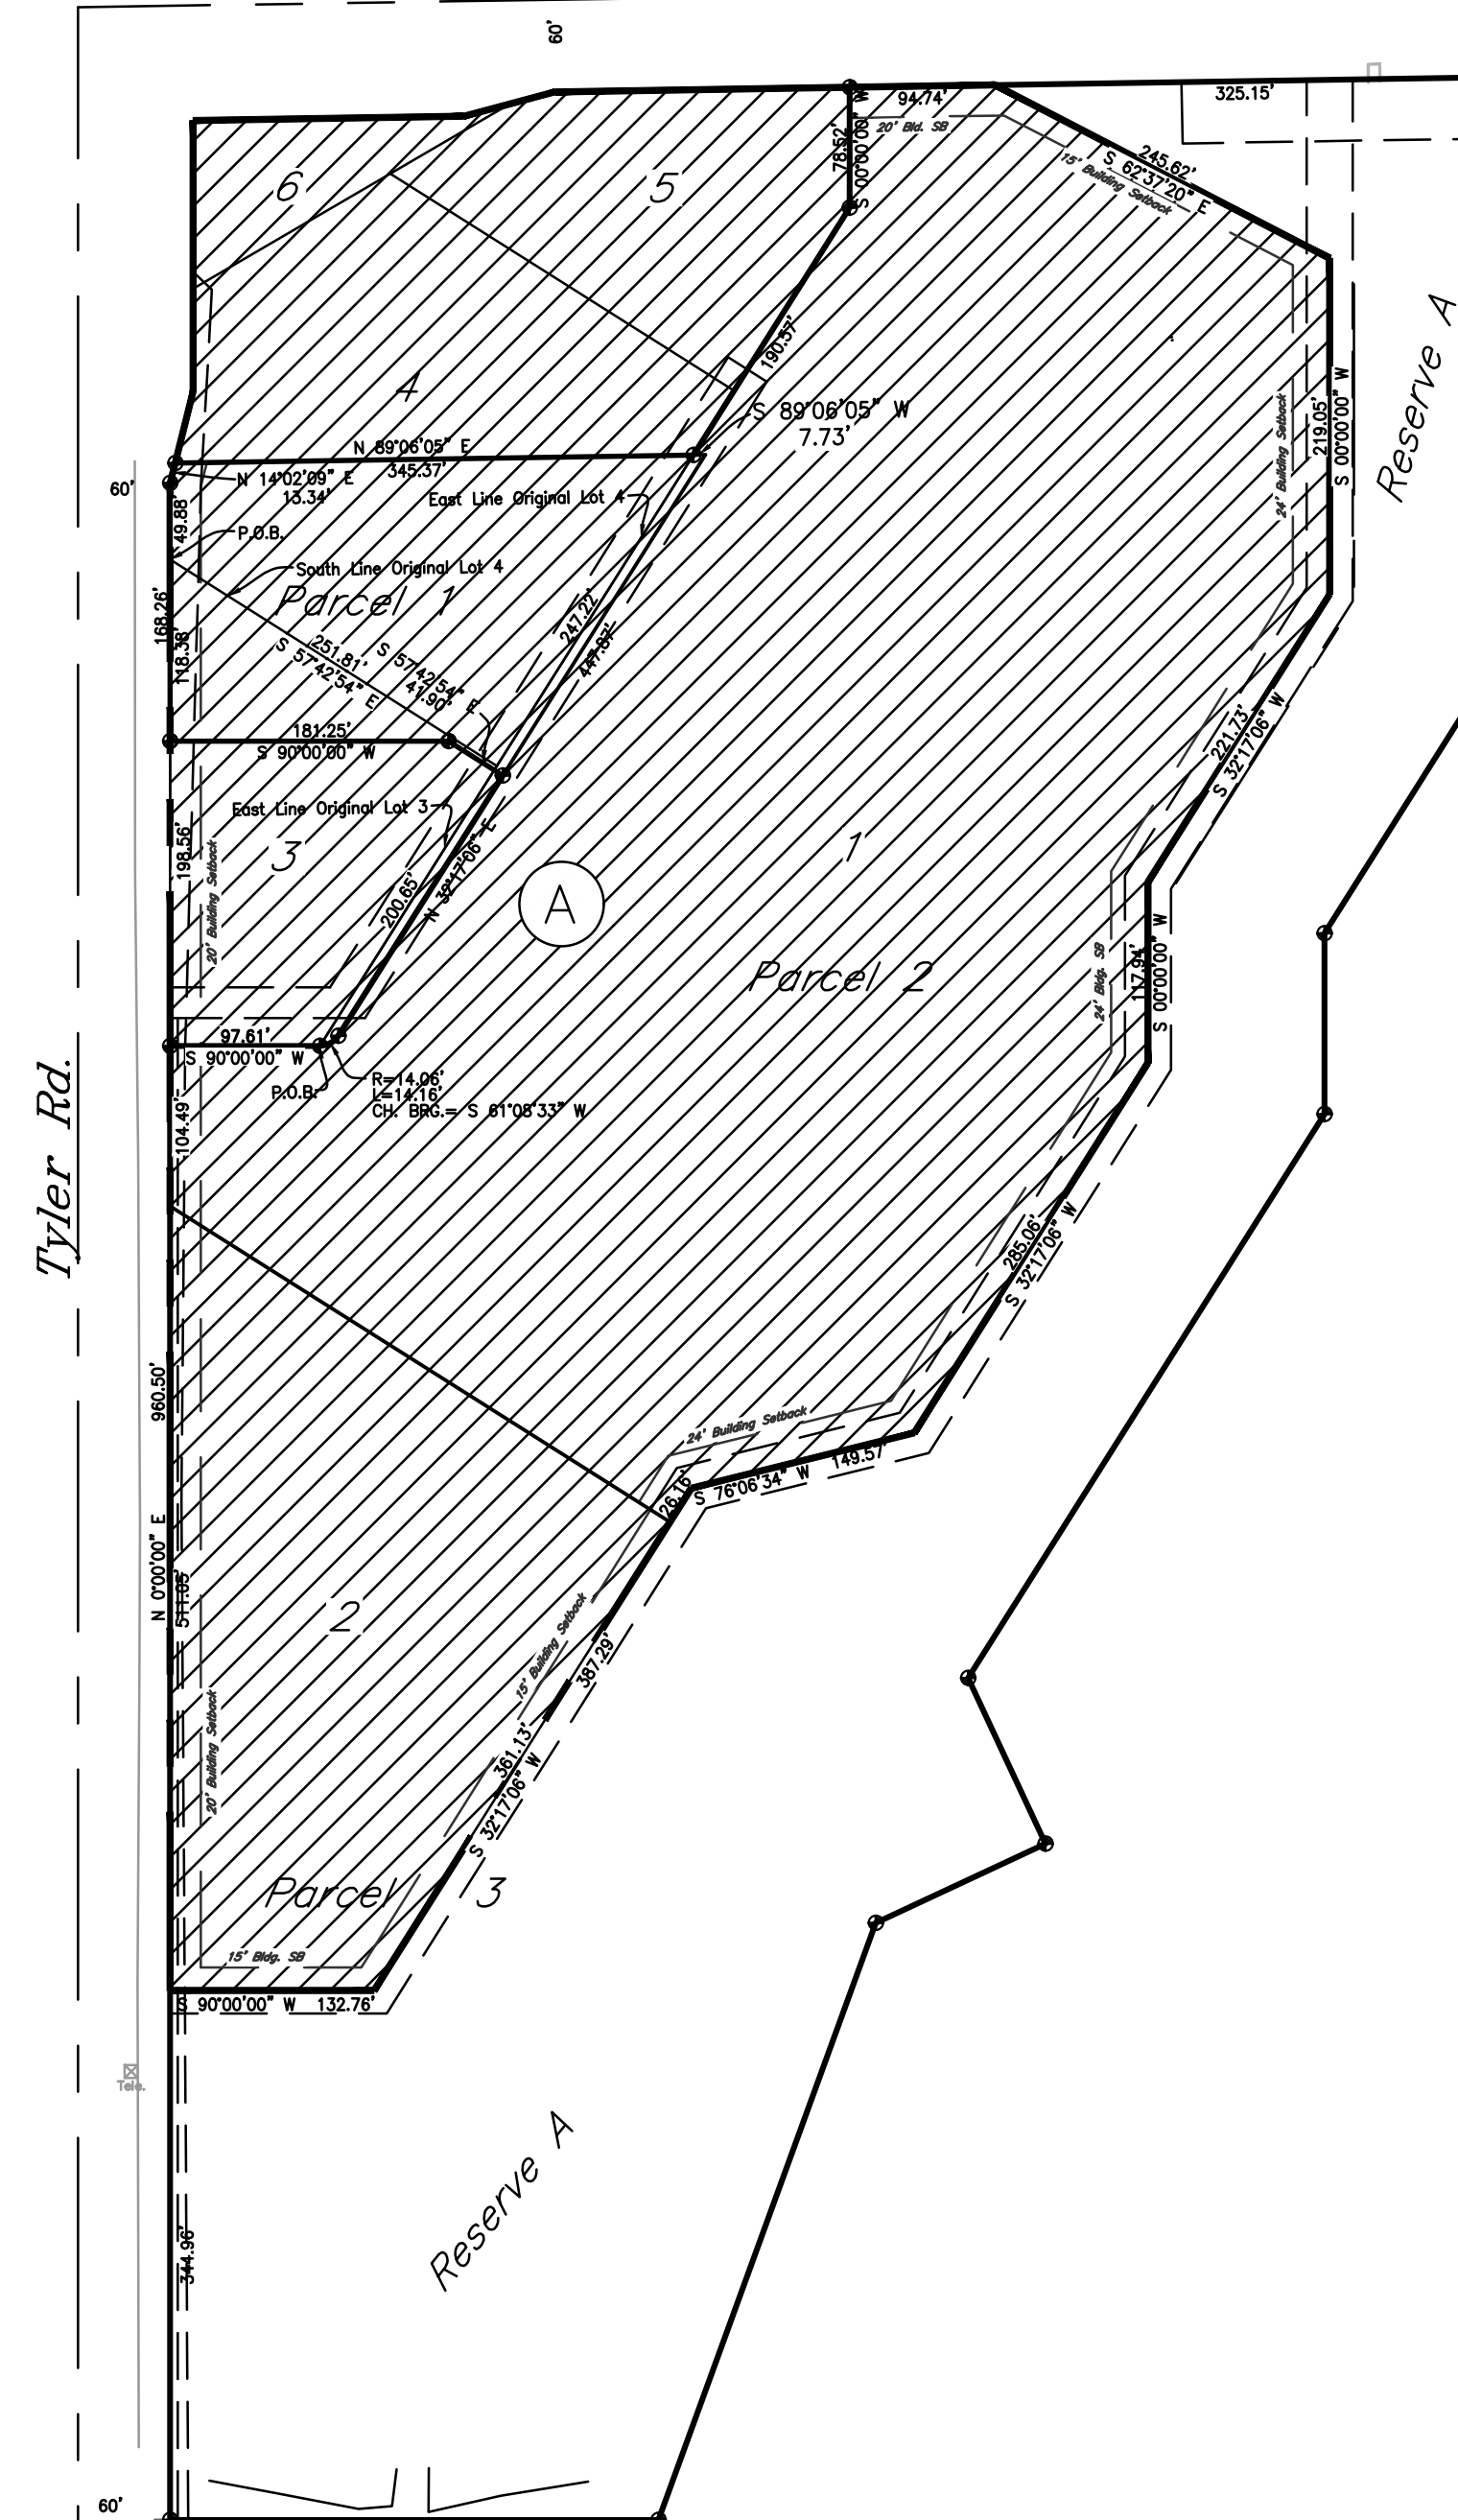 60'
94.74'
325.15'
20' Bld. SB
78.52'
S 00°00'00" W
245.62'
S 62°37'20" E
15' Building Setback
6
5
190.57'
4
S 89°06'05" W
7.73'
219.05'
S 00°00'00" W
24' Building Setback
Reserve A
N 89°06'05" E
345.37'
N 14°02'09" E
13.34'
East Line Original Lot 4
60'
49.88'
P.O.B.
South Line Original Lot 4
Parcel 1
168.26'
118.38'
247.22'
447.87'
251.81'
S 57°42'54" E
S 57°42'54" E
41.90'
181.25'
S 90°00'00" W
221.73'
S 32°17'06" W
East Line Original Lot 3
3
198.56'
20' Building Setback
200.65'
N 32°17'06" E
A
1
Parcel 2
24' Bldg. SB
117.94'
S 00°00'00" W
97.61'
S 90°00'00" W
P.O.B.
R=14.06'
L=14.16'
CH. BRG.= S 61°08'33" W
Tyler Rd.
104.49'
285.06'
S 32°17'06" W
960.50'
N 0°00'00" E
24' Building Setback
149.57'
S 76°06'34" W
26.16'
511.05'
2
15' Building Setback
387.29'
361.13'
S 32°17'06" W
20' Building Setback
Parcel 3
15' Bldg. SB
S 90°00'00" W 132.76'
Tele.
Reserve A
344.96'
60'